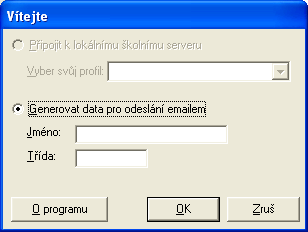 Vítejte
Připojit k lokálnímu školnímu serveru
Vyber svůj profil:
Generovat data pro odeslání emailem
Jméno:
Třída:
O programu OK Zruš